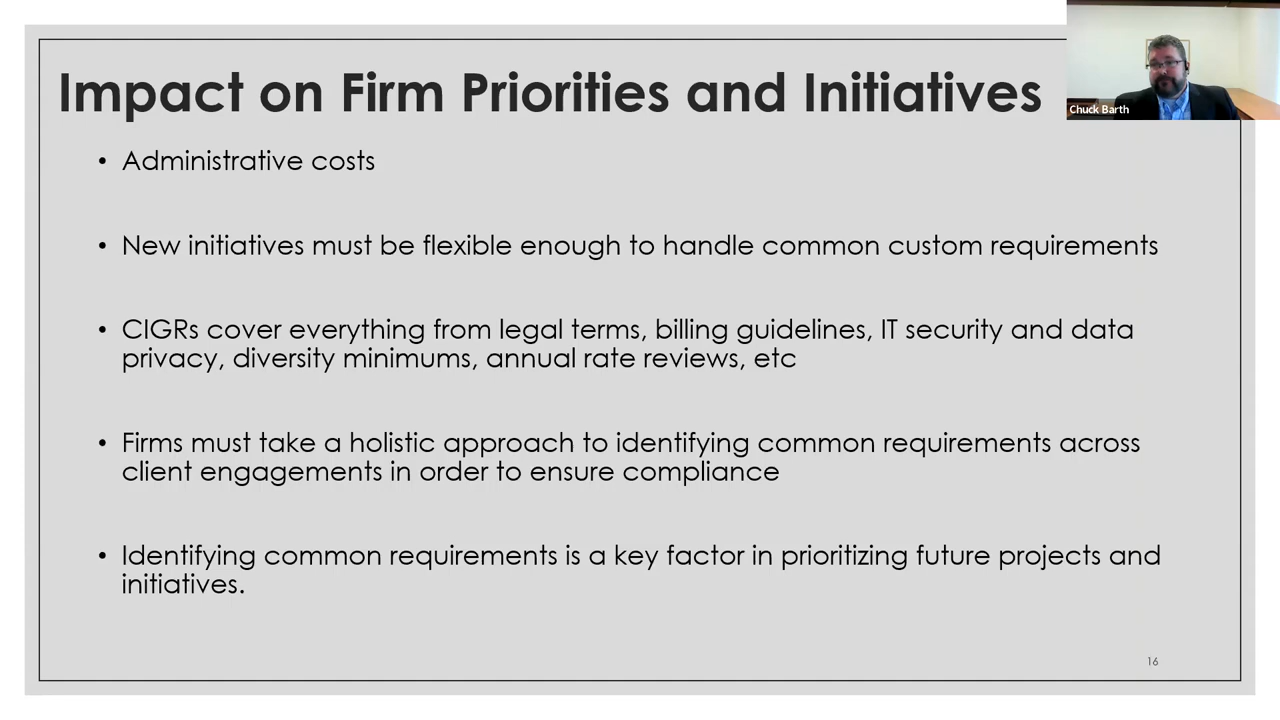 Impact on Firm Priorities and Initiatives
Chuck Barth
• Administrative costs
• New initiatives must be flexible enough to handle common custom requirements
• CIGRs cover everything from legal terms, billing guidelines, IT security and data
privacy, diversity minimums, annual rate reviews, etc
• Firms must take a holistic approach to identifying common requirements across
client engagements in order to ensure compliance
• Identifying common requirements is a key factor in prioritizing future projects and
initiatives.
16